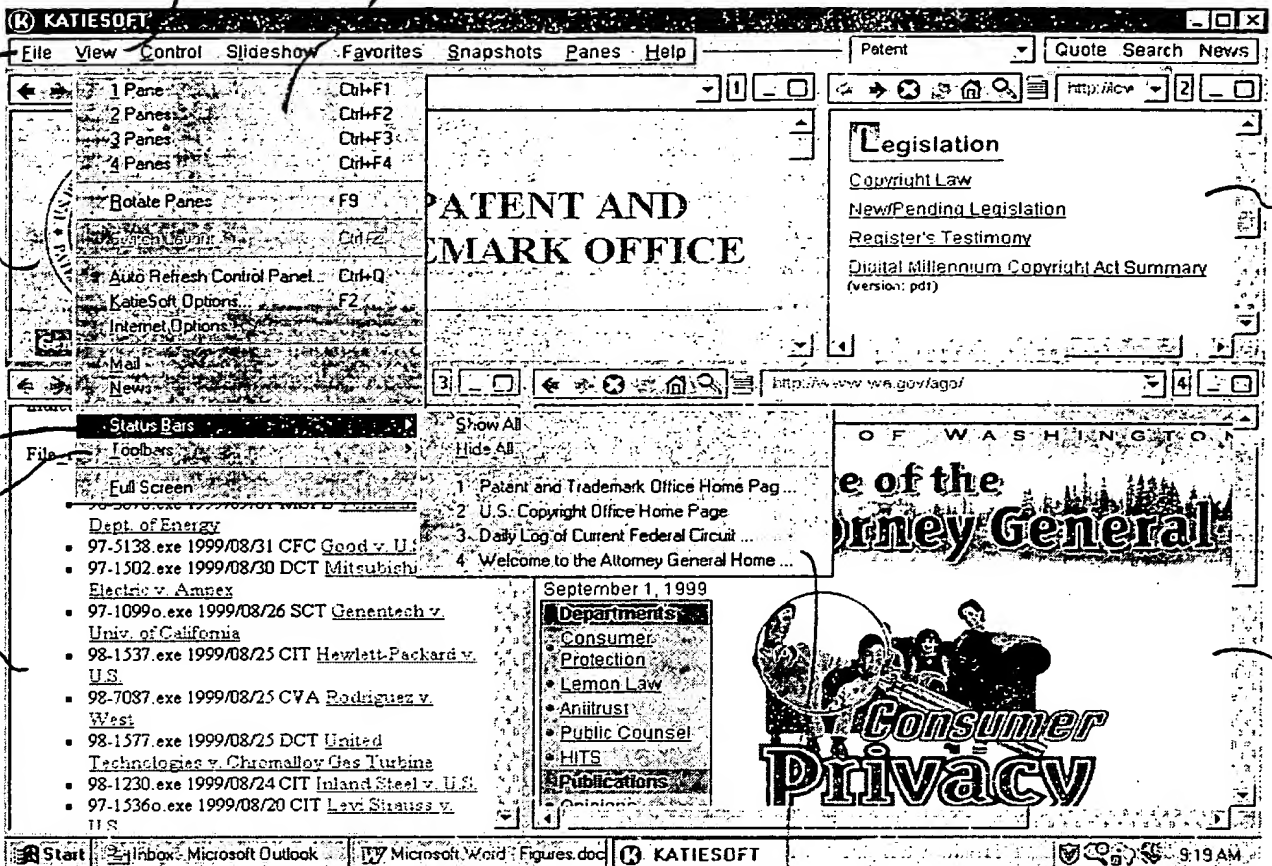 KATIESOFT
File View Control Slideshow Favorites Snapshots Panes Help Patent Quote Search News
1 Pane Ctrl+F1
2 Panes Ctrl+F2
3 Panes Ctrl+F3
4 Panes Ctrl+F4
Rotate Panes F9
Ctrl+Z
Auto Refresh Control Panel... Ctrl+Q
KatieSoft Options... F2
Internet Options...
Mail
News
Status Bars
Toolbars
Full Screen
1
PATENT AND
EMARK OFFICE
2
Legislation
Copyright Law
New/Pending Legislation
Register's Testimony
Digital Millennium Copyright Act Summary
(version: pdf)
3
http://www.wa.gov/ago/ 4
Show All
Hide All
1 Patent and Trademark Office Home Pag...
2 U.S. Copyright Office Home Page
3 Daily Log of Current Federal Circuit ...
4 Welcome to the Attorney General Home ...
File
Dept. of Energy
97-5138.exe 1999/08/31 CFC Good v. U.S.
97-1502.exe 1999/08/30 DCT Mitsubishi
Electric v. Ampex
97-1099o.exe 1999/08/26 SCT Genentech v.
Univ. of California
98-1537.exe 1999/08/25 CIT Hewlett-Packard v.
U.S.
98-7087.exe 1999/08/25 CVA Rodriguez v.
West
98-1577.exe 1999/08/25 DCT United
Technologies v. Chromalloy Gas Turbine
98-1230.exe 1999/08/24 CIT Inland Steel v. U.S.
97-1536o.exe 1999/08/20 CIT Levi Strauss v.
U.S.
OF WASHINGTON
e of the
orney General
September 1, 1999
Departments
Consumer
Protection
Lemon Law
Antitrust
Public Counsel
HITS
Publications
Opinions
Consumer
Privacy
Start Inbox - Microsoft Outlook Microsoft Word - Figures.doc KATIESOFT 9:19 AM